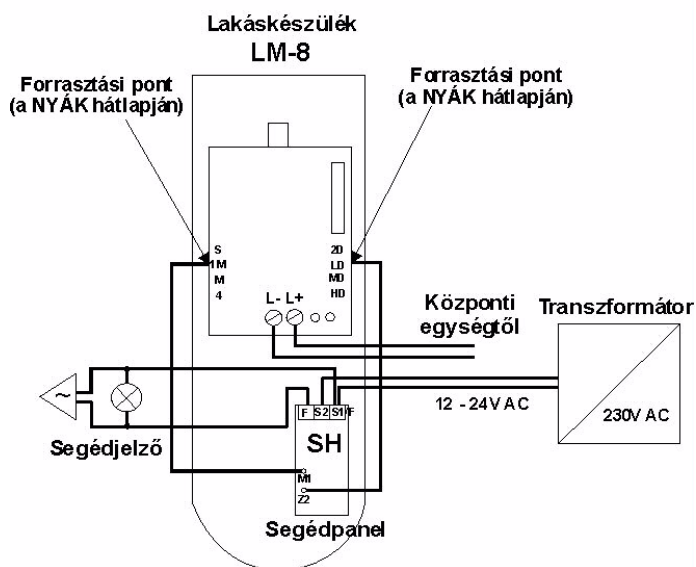 Lakáskészülék
LM-8
Forrasztási pont
(a NYÁK hátlapján)
Forrasztási pont
(a NYÁK hátlapján)
S
1M
M
4
2D
LD
MD
HD
L- L+
Központi
egységtől
Transzformátor
230V AC
12 - 24V AC
~
Segédjelző
F S2 S1/F
SH
M1
Z2
Segédpanel